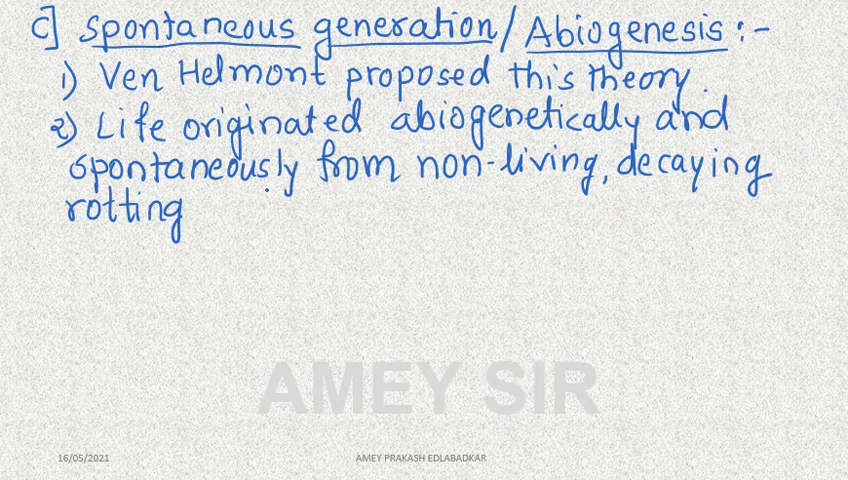 C] Spontaneous generation/Abiogenesis:-
1) Ven Helmont proposed this theory.
2) Life originated abiogenetically and
spontaneously from non-living, decaying
rotting
AMEY SIR
16/05/2021 AMEY PRAKASH EDLABADKAR